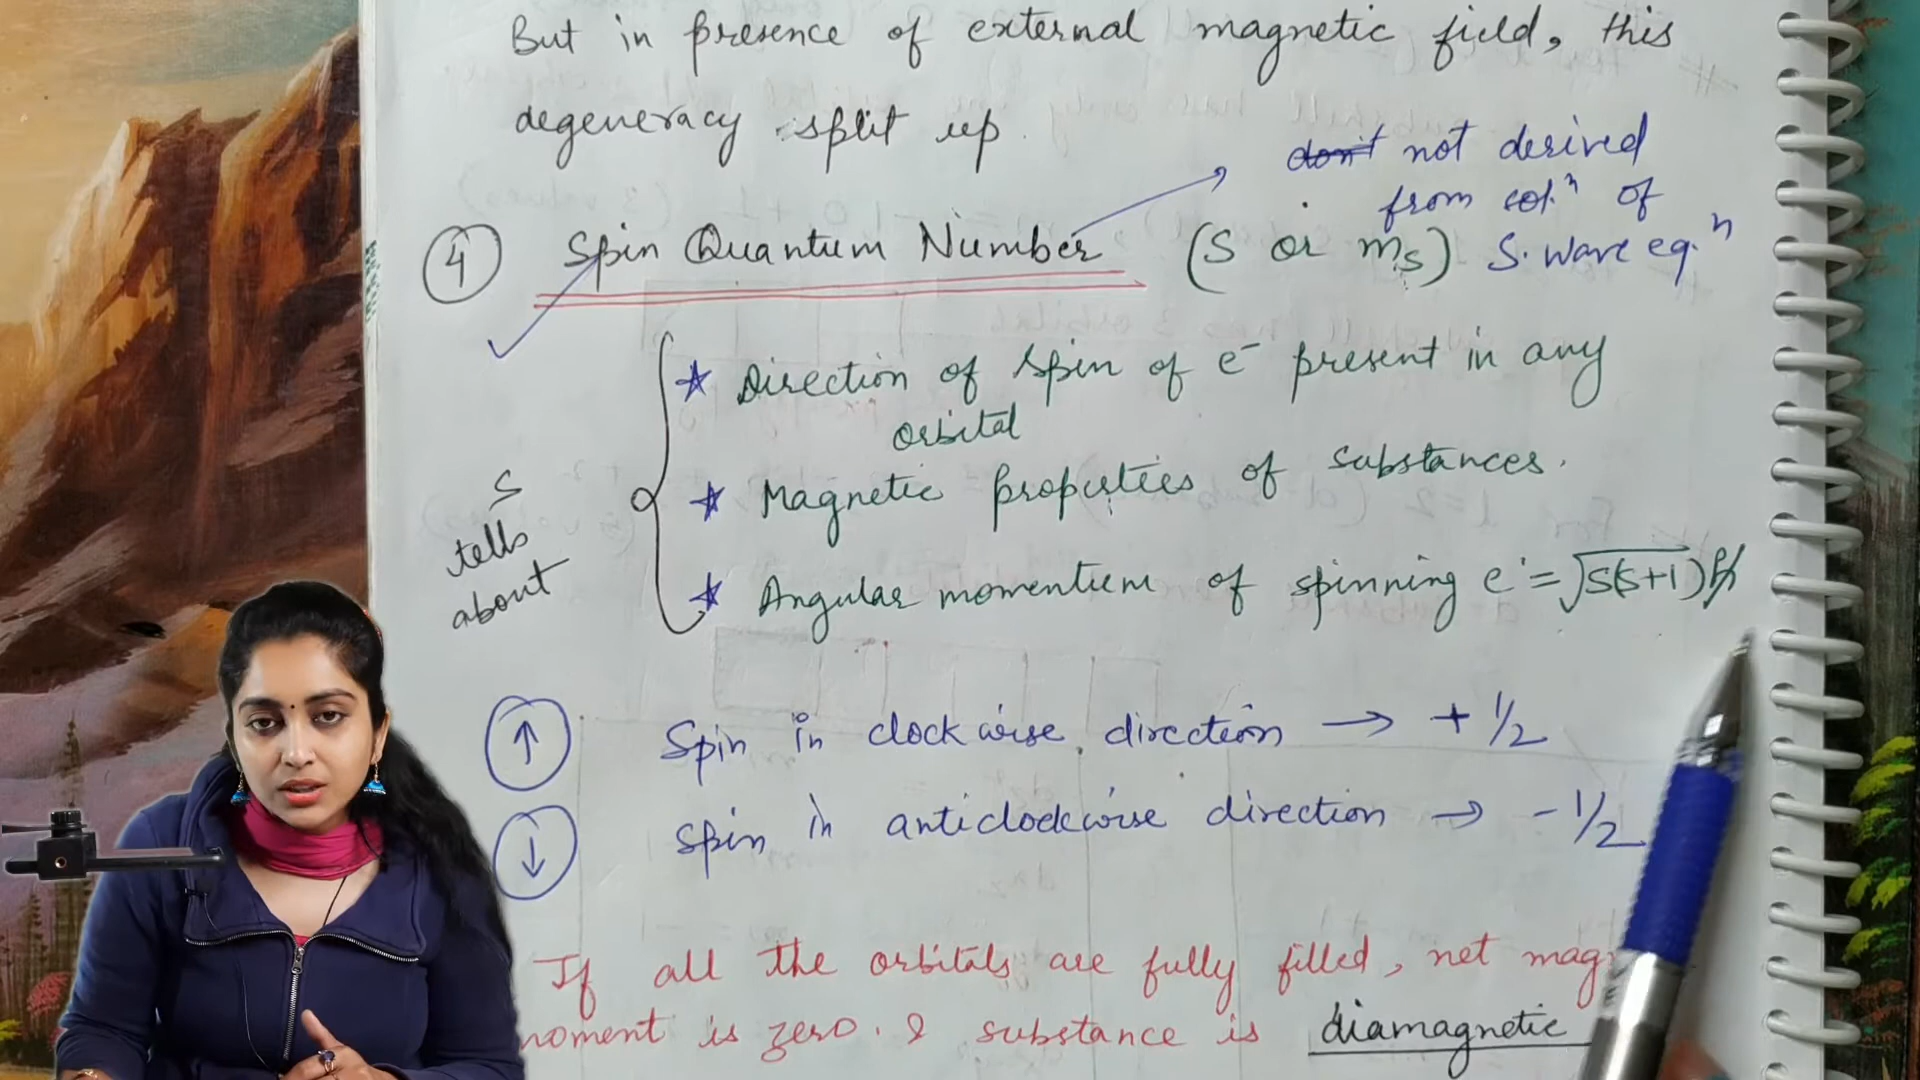 But in presence of external magnetic field, this
degeneracy split up
don't not derived
from sol.ⁿ of
④ Spin Quantum Number (S or mₛ) S. wave eq.ⁿ
★ Direction of spin of e⁻ present in any
orbital
★ Magnetic properties of substances.
s
tells
about
★ Angular momentum of spinning e⁻ = √s(s+1) ħ
↑ Spin in clockwise direction → + 1/2
↓ Spin in anticlockwise direction → - 1/2
If all the orbitals are fully filled, net mag
moment is zero. & substance is diamagnetic